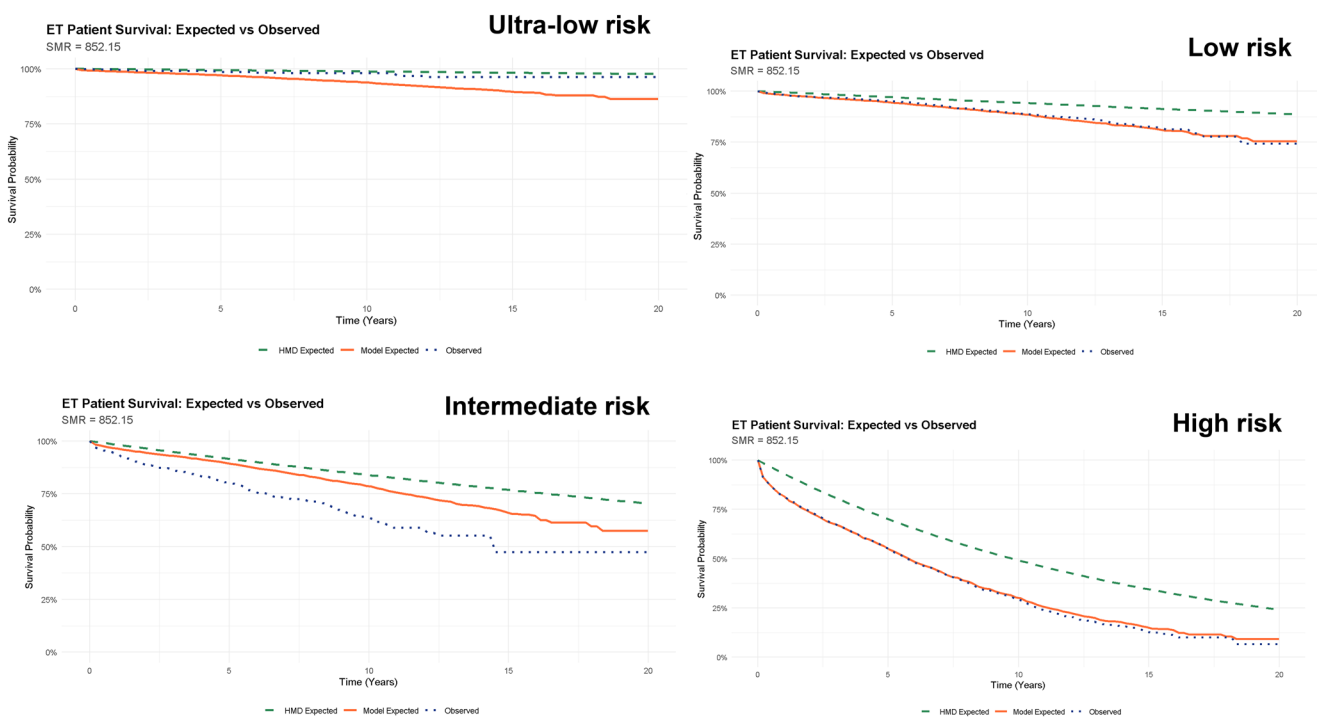 Ultra-low risk
ET Patient Survival: Expected vs Observed
SMR = 852.15
100%
75%
50%
25%
0%
Survival Probability
0 5 10 15 20
Time (Years)
HMD Expected Model Expected Observed
Low risk
ET Patient Survival: Expected vs Observed
SMR = 852.15
100%
75%
50%
25%
0%
Survival Probability
0 5 10 15 20
Time (Years)
HMD Expected Model Expected Observed
Intermediate risk
ET Patient Survival: Expected vs Observed
SMR = 852.15
100%
75%
50%
25%
0%
Survival Probability
0 5 10 15 20
Time (Years)
HMD Expected Model Expected Observed
High risk
ET Patient Survival: Expected vs Observed
SMR = 852.15
100%
75%
50%
25%
0%
Survival Probability
0 5 10 15 20
Time (Years)
HMD Expected Model Expected Observed